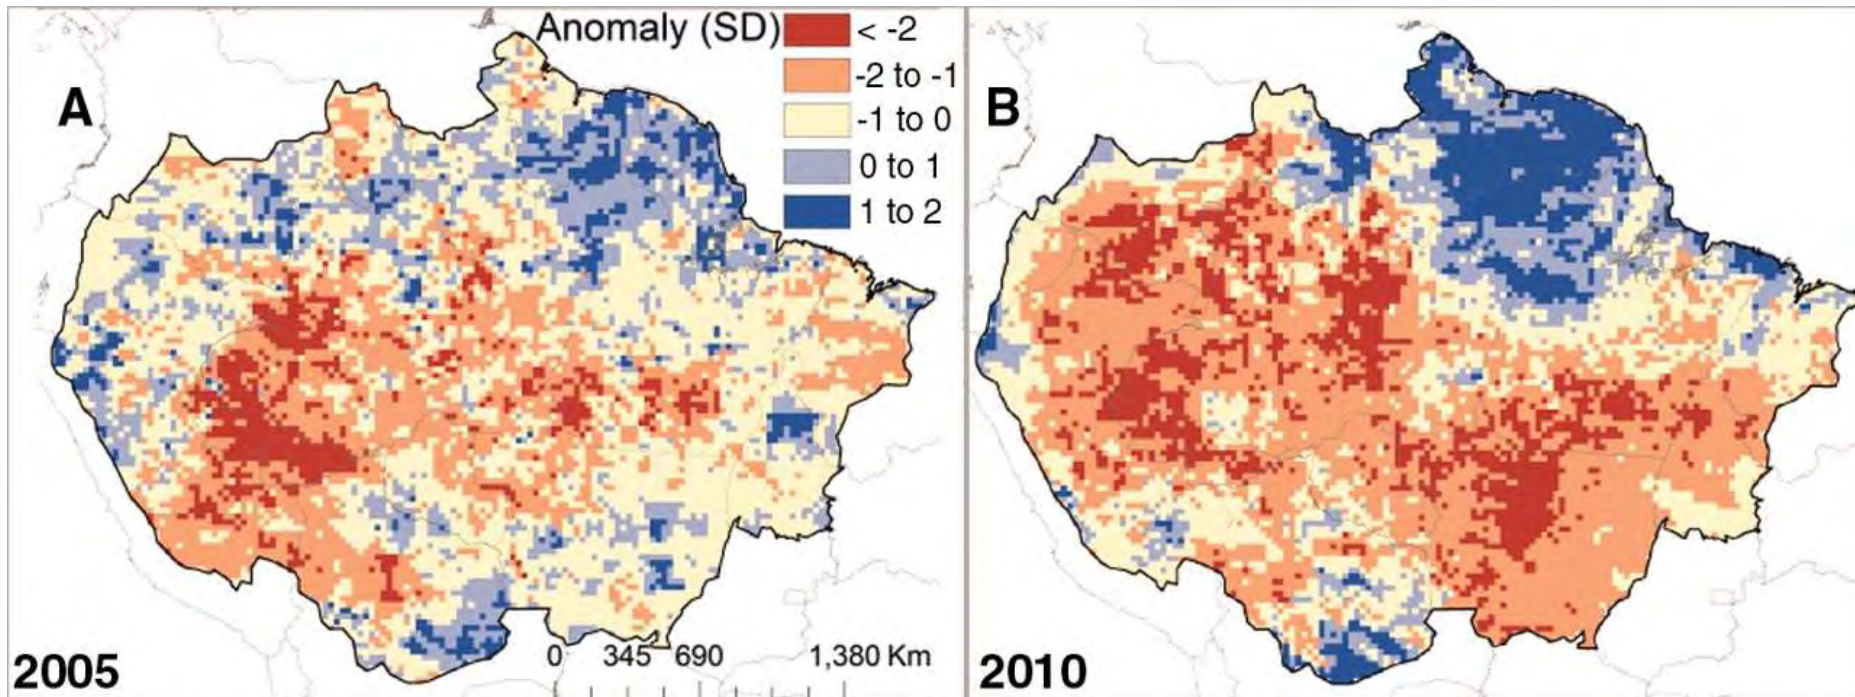 Anomaly (SD)
< -2
-2 to -1
-1 to 0
0 to 1
1 to 2
A
B
2005
0 345 690 1,380 Km
2010